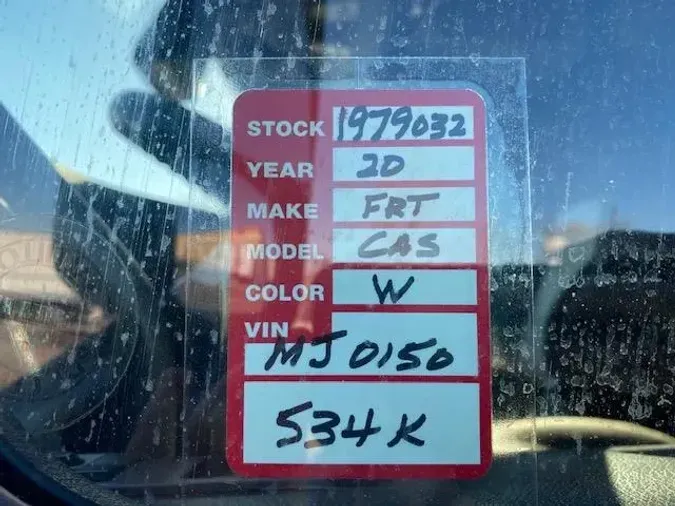 STOCK 1979032
YEAR 20
MAKE FRT
MODEL CAS
COLOR W
VIN
MJ0150
534K